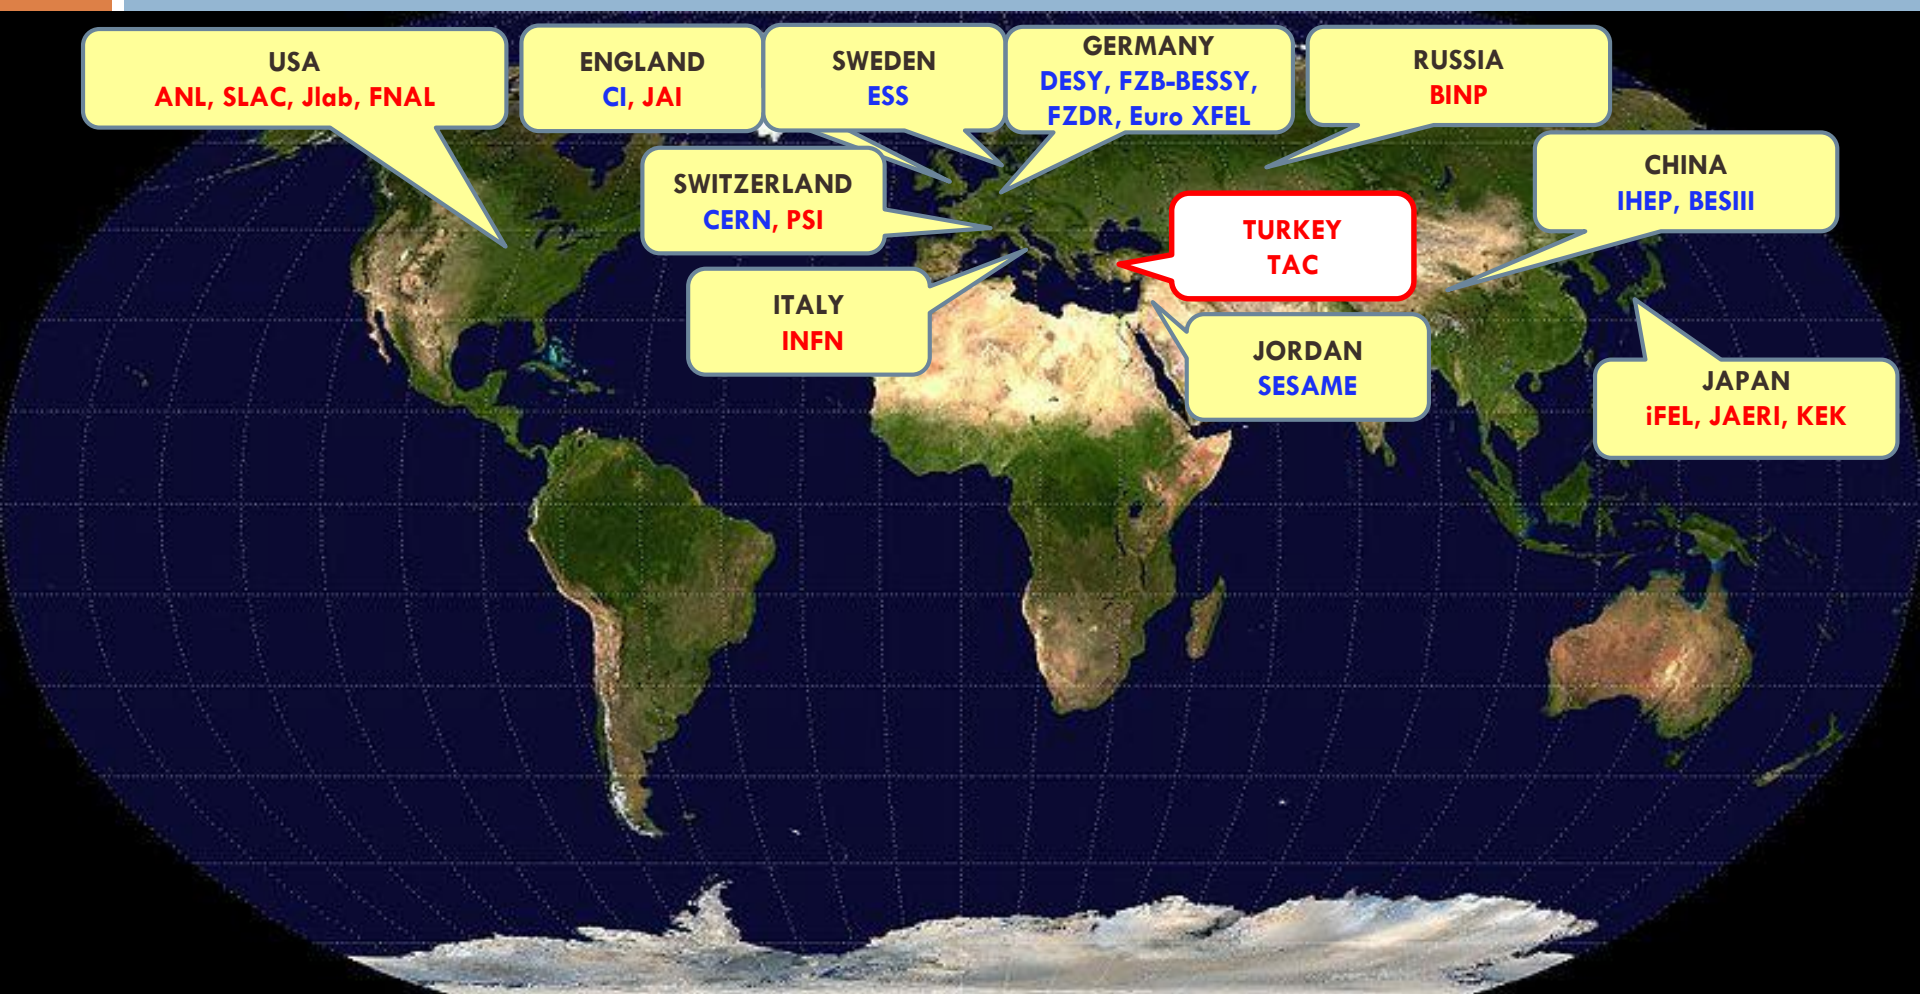 USA
ANL, SLAC, Jlab, FNAL
ENGLAND
CI, JAI
SWEDEN
ESS
GERMANY
DESY, FZB-BESSY,
FZDR, Euro XFEL
RUSSIA
BINP
CHINA
IHEP, BESIII
SWITZERLAND
CERN, PSI
TURKEY
TAC
ITALY
INFN
JORDAN
SESAME
JAPAN
iFEL, JAERI, KEK